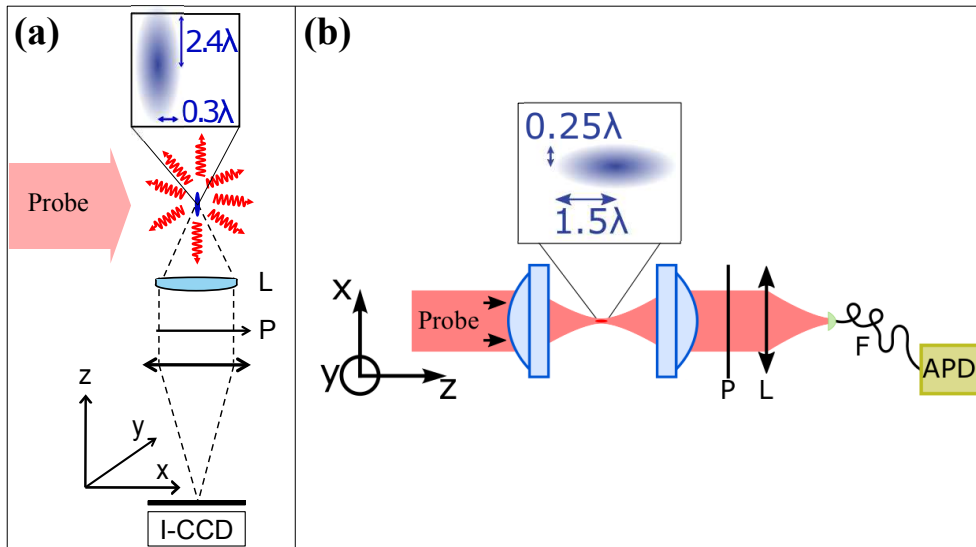 (a)
2.4λ
0.3λ
Probe
L
P
z
y
x
I-CCD
(b)
0.25λ
1.5λ
x
Probe
y
z
P
L
F
APD